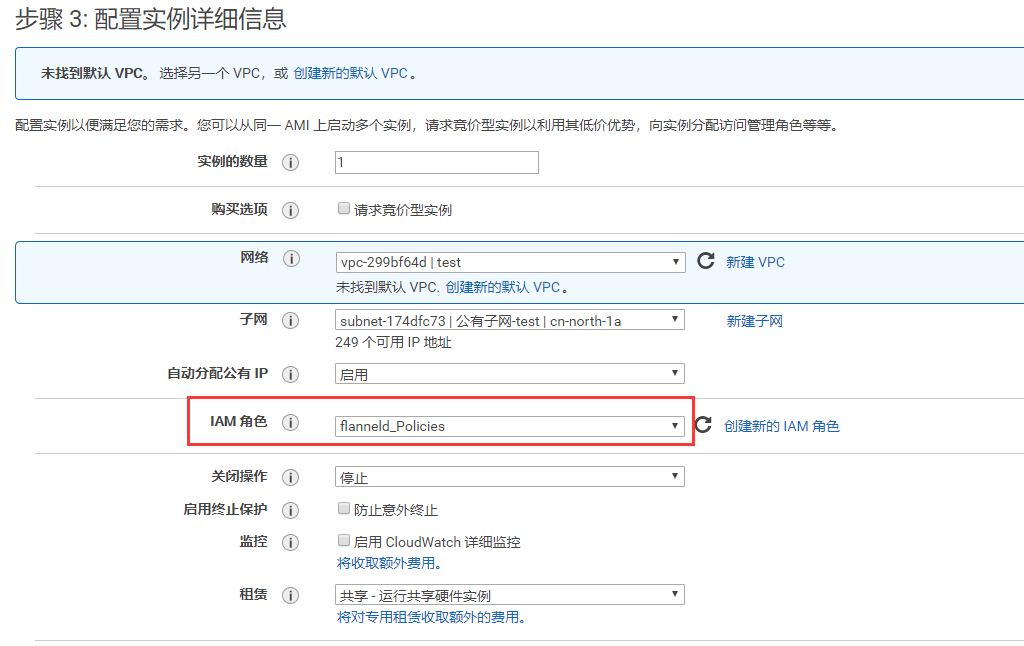 步骤 3: 配置实例详细信息
未找到默认 VPC。 选择另一个 VPC，或 创建新的默认 VPC。
配置实例以便满足您的需求。您可以从同一 AMI 上启动多个实例，请求竞价型实例以利用其低价优势，向实例分配访问管理角色等等。
实例的数量 1
购买选项 请求竞价型实例
网络 vpc-299bf64d | test 新建 VPC
未找到默认 VPC. 创建新的默认 VPC。
子网 subnet-174dfc73 | 公有子网-test | cn-north-1a 新建子网
249 个可用 IP 地址
自动分配公有 IP 启用
IAM 角色 flanneld_Policies 创建新的 IAM 角色
关闭操作 停止
启用终止保护 防止意外终止
监控 启用 CloudWatch 详细监控
将收取额外费用。
租赁 共享 - 运行共享硬件实例
将对专用租赁收取额外的费用。